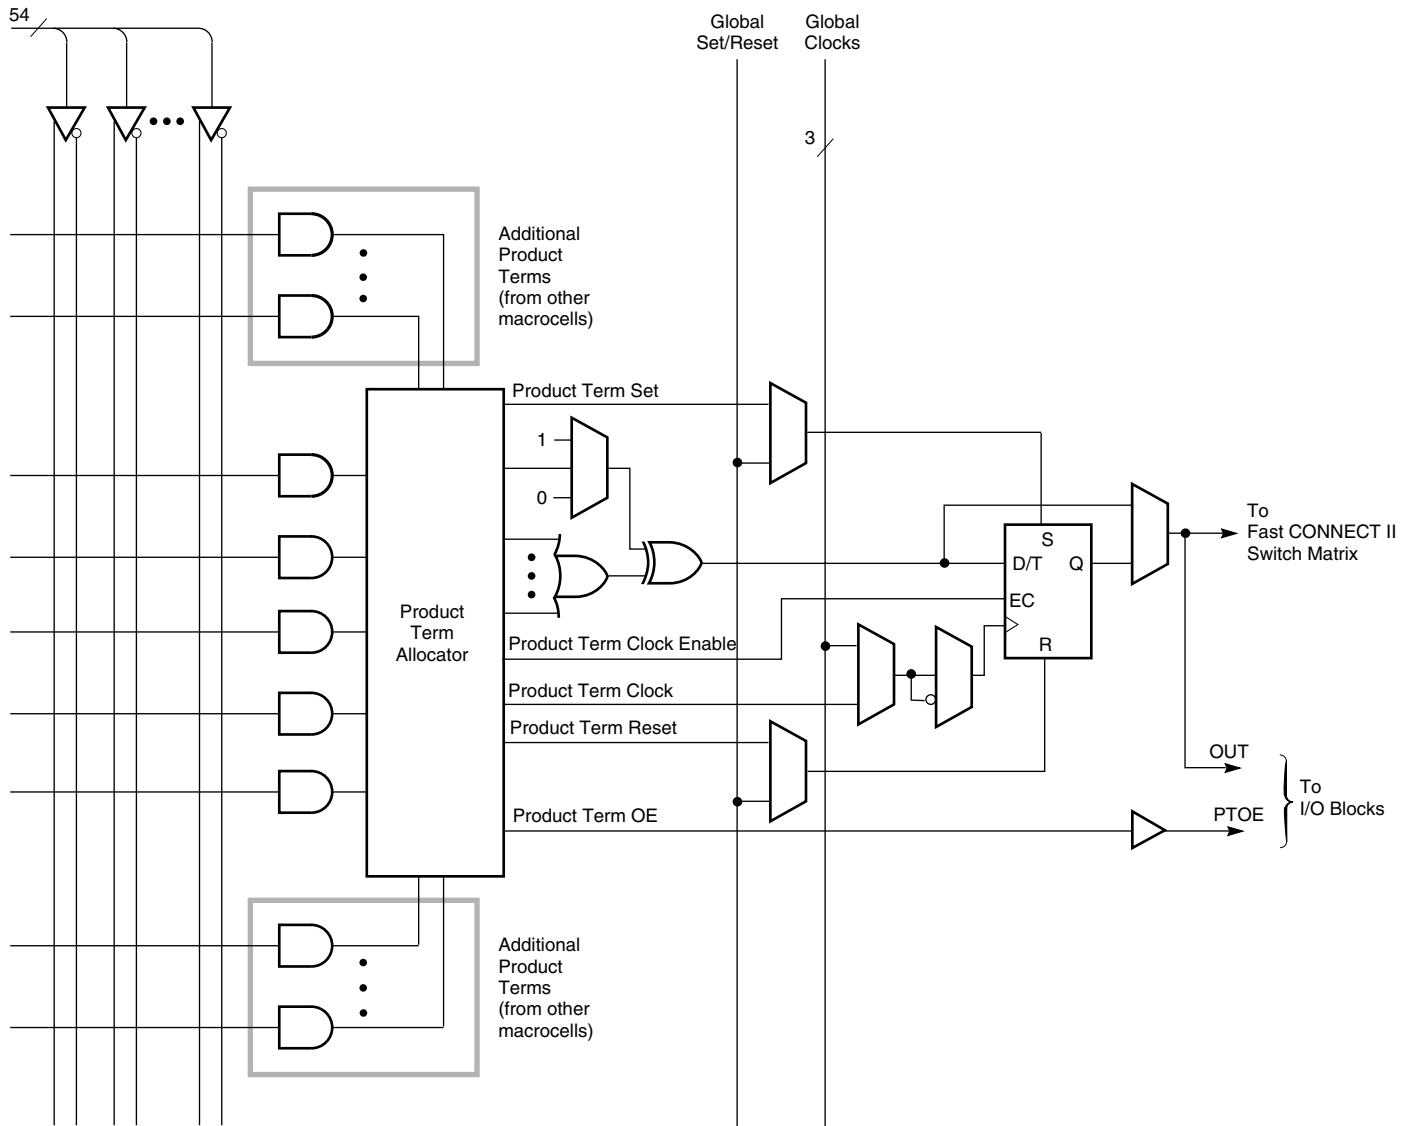 54
Global
Set/Reset
Global
Clocks
3
Additional
Product
Terms
(from other
macrocells)
Product Term Set
1
0
To
Fast CONNECT II
Switch Matrix
S
D/T
Q
EC
R
Product
Term
Allocator
Product Term Clock Enable
Product Term Clock
Product Term Reset
Product Term OE
OUT
PTOE
To
I/O Blocks
Additional
Product
Terms
(from other
macrocells)